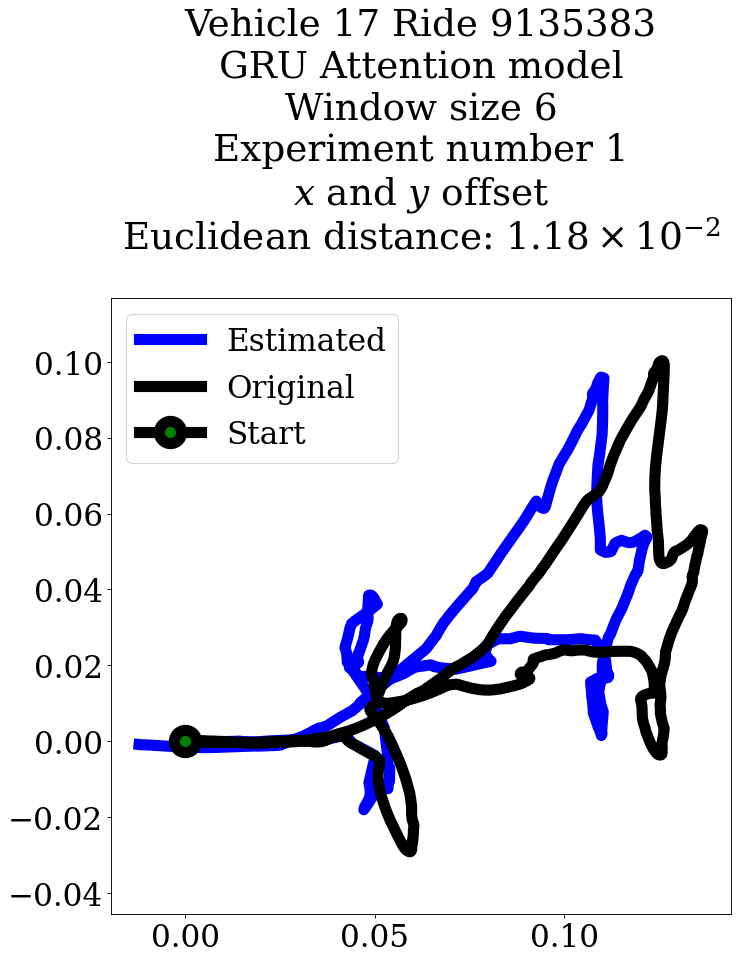 Vehicle 17 Ride 9135383
GRU Attention model
Window size 6
Experiment number 1
x and y offset
Euclidean distance: 1.18 × 10⁻²
Estimated
Original
Start
0.10
0.08
0.06
0.04
0.02
0.00
−0.02
−0.04
0.00 0.05 0.10